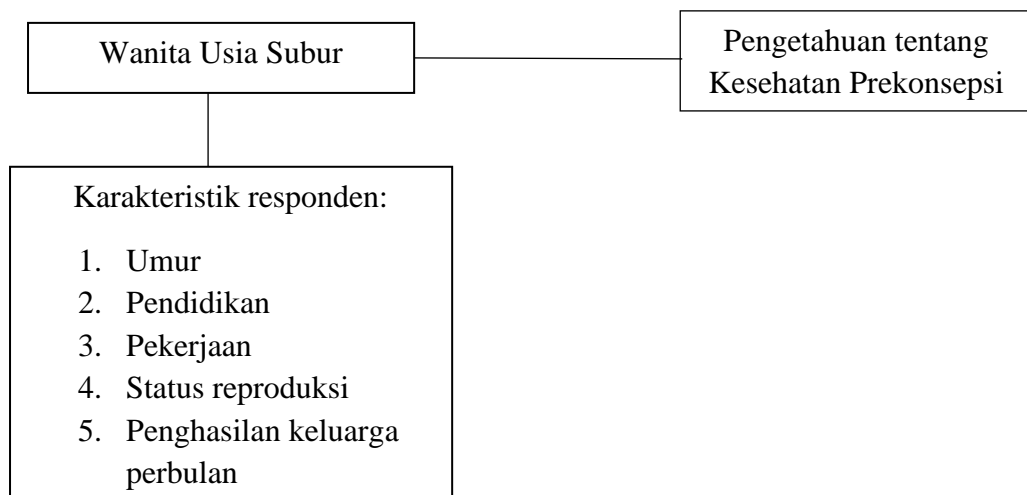 Wanita Usia Subur
Pengetahuan tentang
Kesehatan Prekonsepsi
Karakteristik responden:
1. Umur
2. Pendidikan
3. Pekerjaan
4. Status reproduksi
5. Penghasilan keluarga
perbulan